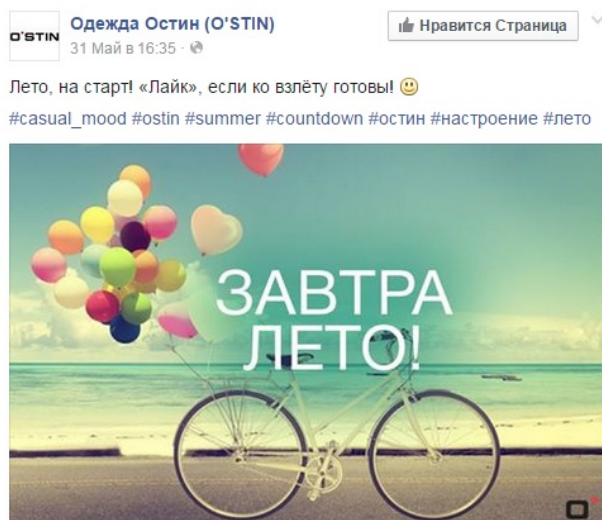 O'STIN
Одежда Остин (O'STIN)
31 Май в 16:35 ·
Нравится Страница
Лето, на старт! «Лайк», если ко взлёту готовы!
#casual_mood #ostin #summer #countdown #остин #настроение #лето
ЗАВТРА
ЛЕТО!